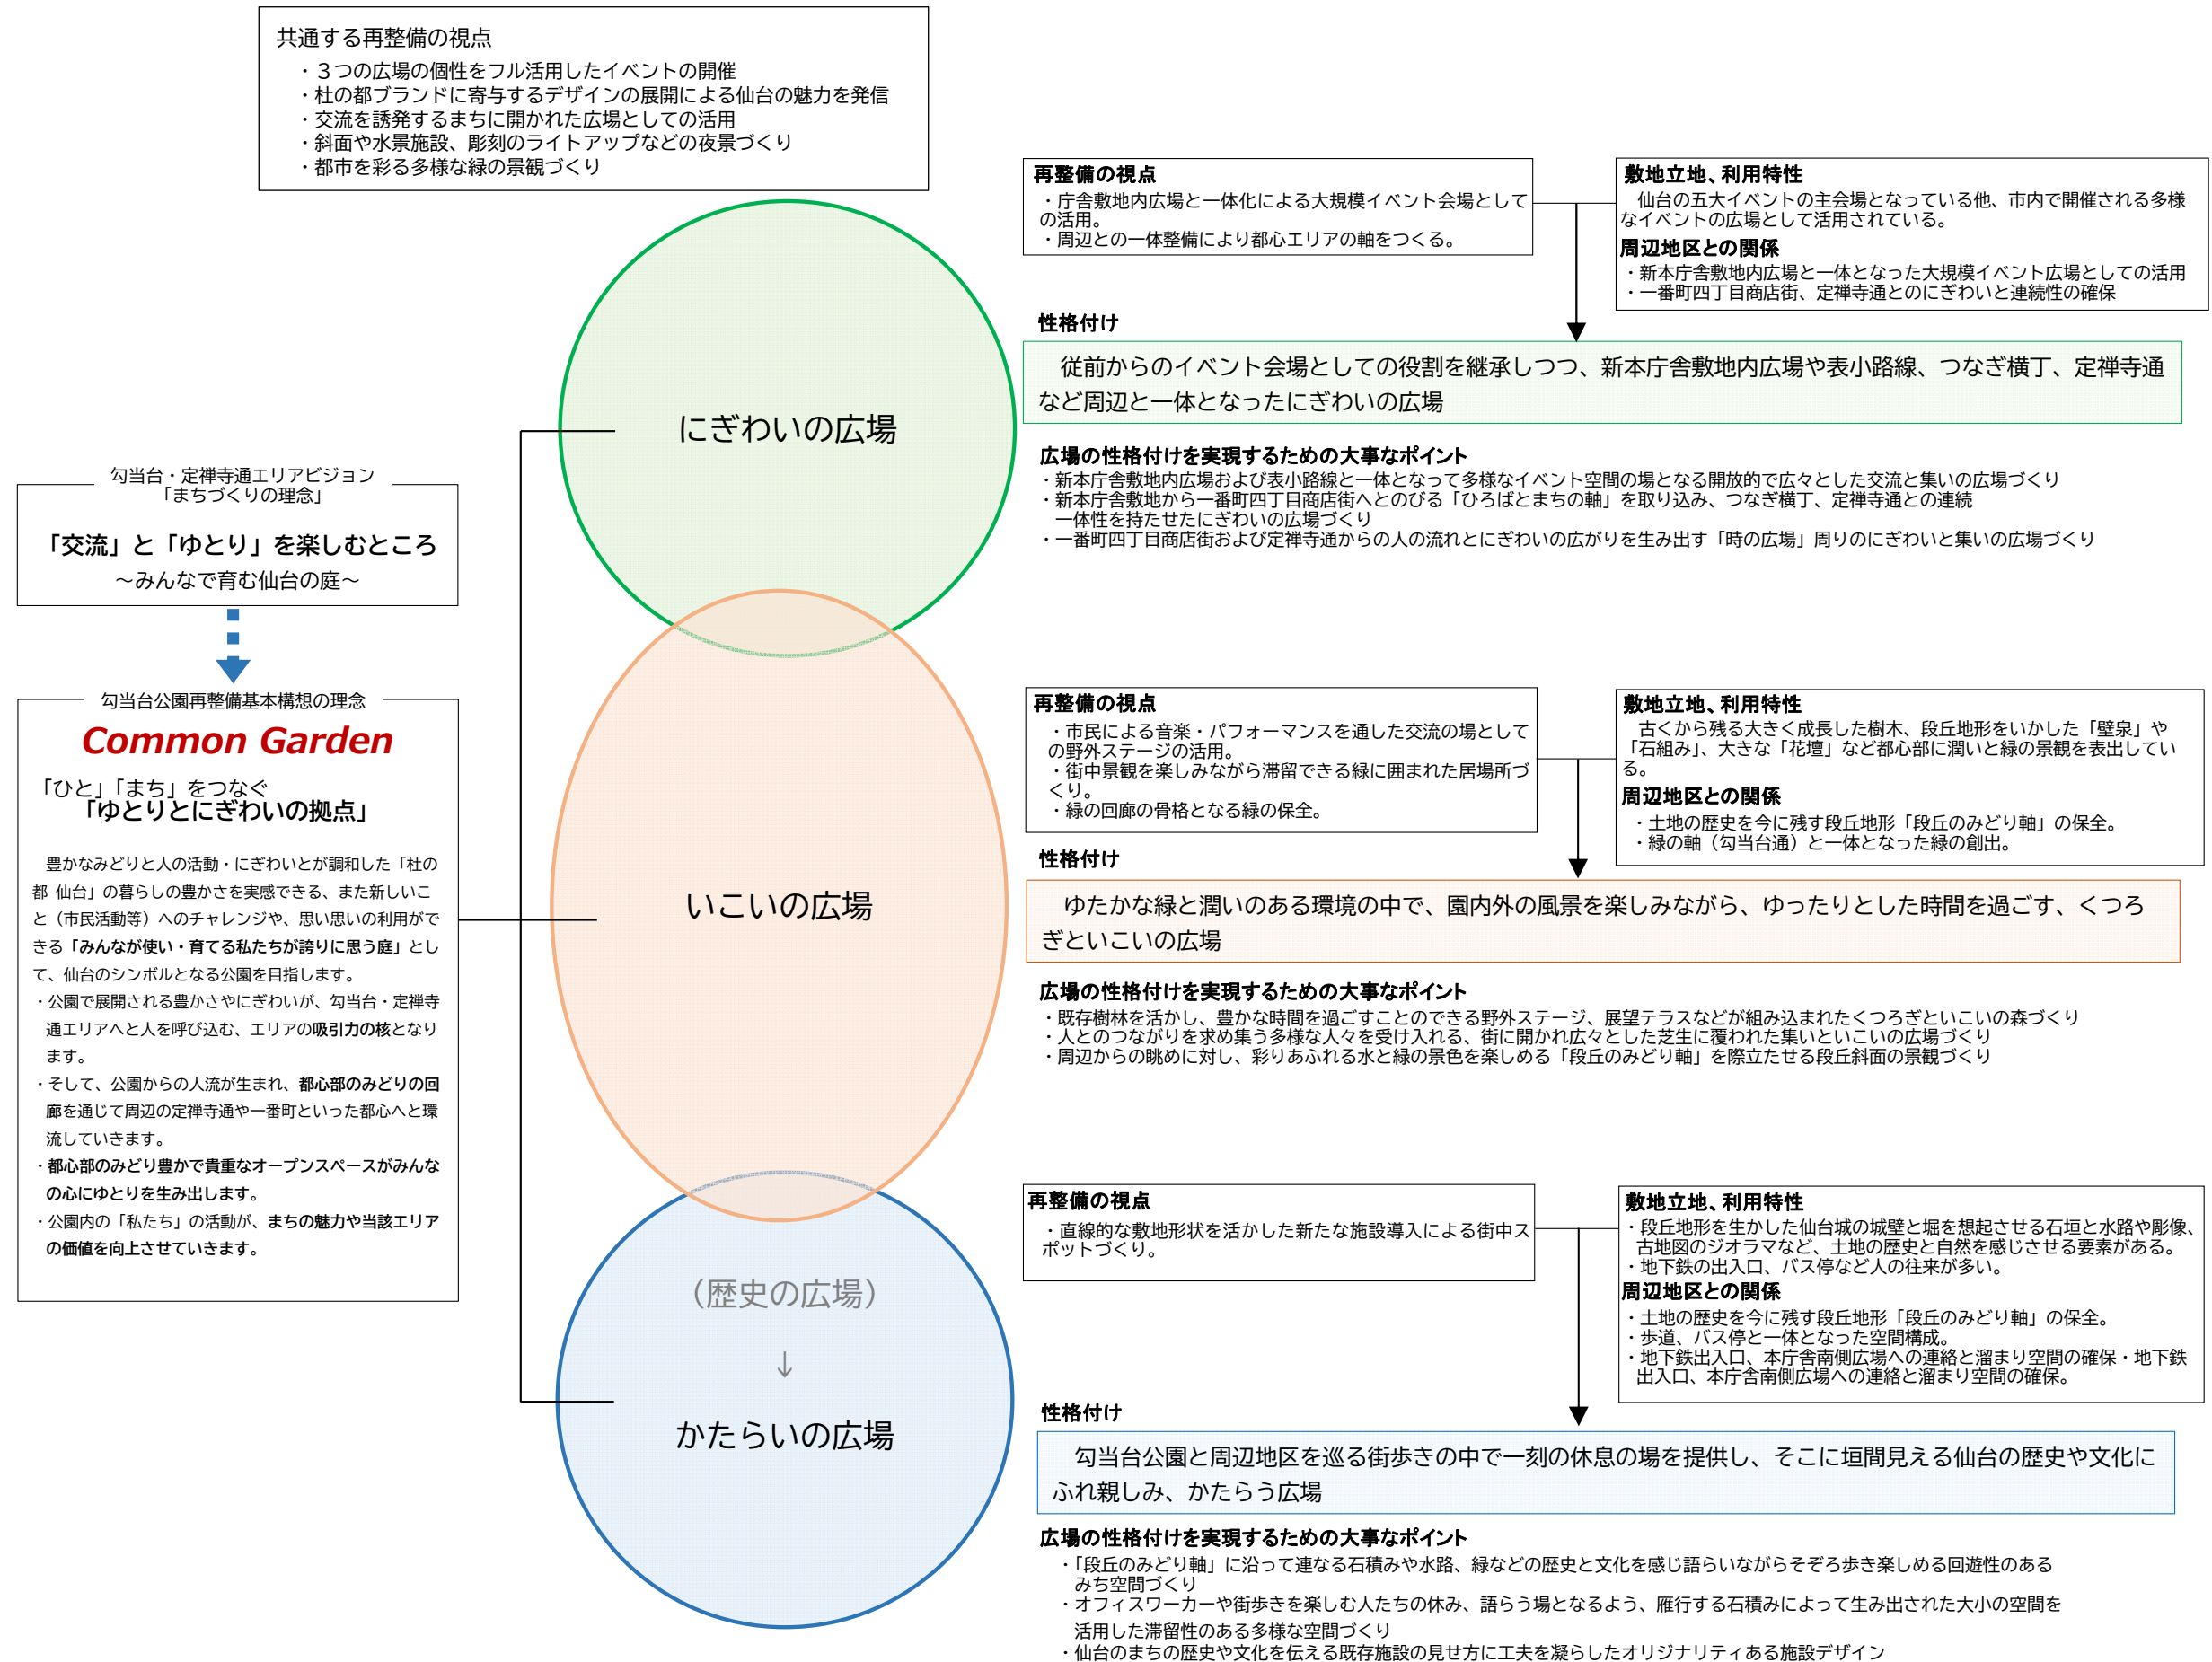 共通する再整備の視点
・３つの広場の個性をフル活用したイベントの開催
・杜の都ブランドに寄与するデザインの展開による仙台の魅力を発信
・交流を誘発するまちに開かれた広場としての活用
・斜面や水景施設、彫刻のライトアップなどの夜景づくり
・都市を彩る多様な緑の景観づくり
勾当台・定禅寺通エリアビジョン
「まちづくりの理念」
「交流」と「ゆとり」を楽しむところ
～みんなで育む仙台の庭～
勾当台公園再整備基本構想の理念
Common Garden
「ひと」「まち」をつなぐ
「ゆとりとにぎわいの拠点」
豊かなみどりと人の活動・にぎわいとが調和した「杜の
都 仙台」の暮らしの豊かさを実感できる、また新しいこ
と（市民活動等）へのチャレンジや、思い思いの利用がで
きる「みんなが使い・育てる私たちが誇りに思う庭」とし
て、仙台のシンボルとなる公園を目指します。
・公園で展開される豊かさやにぎわいが、勾当台・定禅寺
通エリアへと人を呼び込む、エリアの吸引力の核となり
ます。
・そして、公園からの人流が生まれ、都心部のみどりの回
廊を通じて周辺の定禅寺通や一番町といった都心へと環
流していきます。
・都心部のみどり豊かで貴重なオープンスペースがみんな
の心にゆとりを生み出します。
・公園内の「私たち」の活動が、まちの魅力や当該エリア
の価値を向上させていきます。
にぎわいの広場
再整備の視点
・庁舎敷地内広場と一体化による大規模イベント会場として
の活用。
・周辺との一体整備により都心エリアの軸をつくる。
敷地立地、利用特性
仙台の五大イベントの主会場となっている他、市内で開催される多様
なイベントの広場として活用されている。
周辺地区との関係
・新本庁舎敷地内広場と一体となった大規模イベント広場としての活用
・一番町四丁目商店街、定禅寺通とのにぎわいと連続性の確保
性格付け
従前からのイベント会場としての役割を継承しつつ、新本庁舎敷地内広場や表小路線、つなぎ横丁、定禅寺通
など周辺と一体となったにぎわいの広場
広場の性格付けを実現するための大事なポイント
・新本庁舎敷地内広場および表小路線と一体となって多様なイベント空間の場となる開放的で広々とした交流と集いの広場づくり
・新本庁舎敷地から一番町四丁目商店街へとのびる「ひろばとまちの軸」を取り込み、つなぎ横丁、定禅寺通との連続
一体性を持たせたにぎわいの広場づくり
・一番町四丁目商店街および定禅寺通からの人の流れとにぎわいの広がりを生み出す「時の広場」周りのにぎわいと集いの広場づくり
いこいの広場
再整備の視点
・市民による音楽・パフォーマンスを通した交流の場として
の野外ステージの活用。
・街中景観を楽しみながら滞留できる緑に囲まれた居場所づ
くり。
・緑の回廊の骨格となる緑の保全。
敷地立地、利用特性
古くから残る大きく成長した樹木、段丘地形をいかした「壁泉」や
「石組み」、大きな「花壇」など都心部に潤いと緑の景観を表出してい
る。
周辺地区との関係
・土地の歴史を今に残す段丘地形「段丘のみどり軸」の保全。
・緑の軸（勾当台通）と一体となった緑の創出。
性格付け
ゆたかな緑と潤いのある環境の中で、園内外の風景を楽しみながら、ゆったりとした時間を過ごす、くつろ
ぎといこいの広場
広場の性格付けを実現するための大事なポイント
・既存樹林を活かし、豊かな時間を過ごすことのできる野外ステージ、展望テラスなどが組み込まれたくつろぎといこいの森づくり
・人とのつながりを求め集う多様な人々を受け入れる、街に開かれ広々とした芝生に覆われた集いといこいの広場づくり
・周辺からの眺めに対し、彩りあふれる水と緑の景色を楽しめる「段丘のみどり軸」を際立たせる段丘斜面の景観づくり
（歴史の広場）
↓
かたらいの広場
再整備の視点
・直線的な敷地形状を活かした新たな施設導入による街中ス
ポットづくり。
敷地立地、利用特性
・段丘地形を生かした仙台城の城壁と堀を想起させる石垣と水路や彫像、
古地図のジオラマなど、土地の歴史と自然を感じさせる要素がある。
・地下鉄の出入口、バス停など人の往来が多い。
周辺地区との関係
・土地の歴史を今に残す段丘地形「段丘のみどり軸」の保全。
・歩道、バス停と一体となった空間構成。
・地下鉄出入口、本庁舎南側広場への連絡と溜まり空間の確保・地下鉄
出入口、本庁舎南側広場への連絡と溜まり空間の確保。
性格付け
勾当台公園と周辺地区を巡る街歩きの中で一刻の休息の場を提供し、そこに垣間見える仙台の歴史や文化に
ふれ親しみ、かたらう広場
広場の性格付けを実現するための大事なポイント
・「段丘のみどり軸」に沿って連なる石積みや水路、緑などの歴史と文化を感じ語らいながらそぞろ歩き楽しめる回遊性のある
みち空間づくり
・オフィスワーカーや街歩きを楽しむ人たちの休み、語らう場となるよう、雁行する石積みによって生み出された大小の空間を
活用した滞留性のある多様な空間づくり
・仙台のまちの歴史や文化を伝える既存施設の見せ方に工夫を凝らしたオリジナリティある施設デザイン